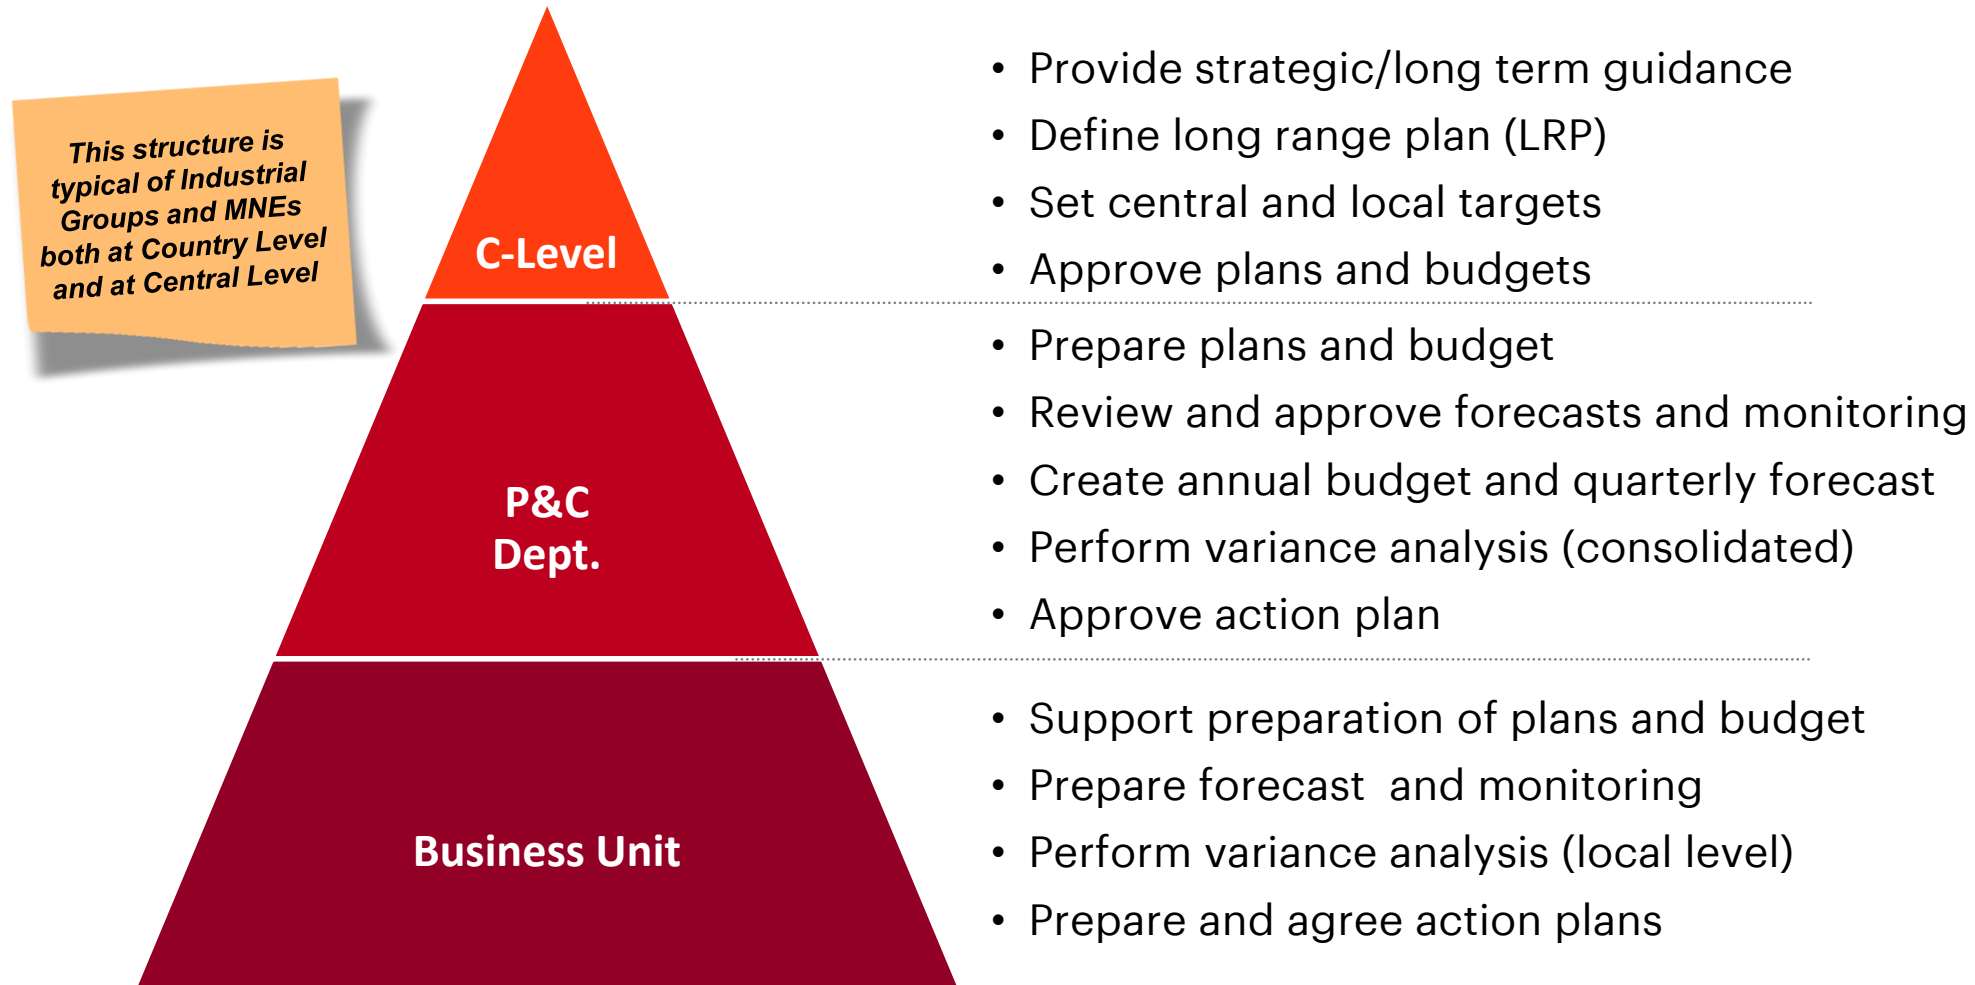 This structure is
typical of Industrial
Groups and MNEs
both at Country Level
and at Central Level
C-Level
• Provide strategic/long term guidance
• Define long range plan (LRP)
• Set central and local targets
• Approve plans and budgets
P&C
Dept.
• Prepare plans and budget
• Review and approve forecasts and monitoring
• Create annual budget and quarterly forecast
• Perform variance analysis (consolidated)
• Approve action plan
Business Unit
• Support preparation of plans and budget
• Prepare forecast  and monitoring
• Perform variance analysis (local level)
• Prepare and agree action plans